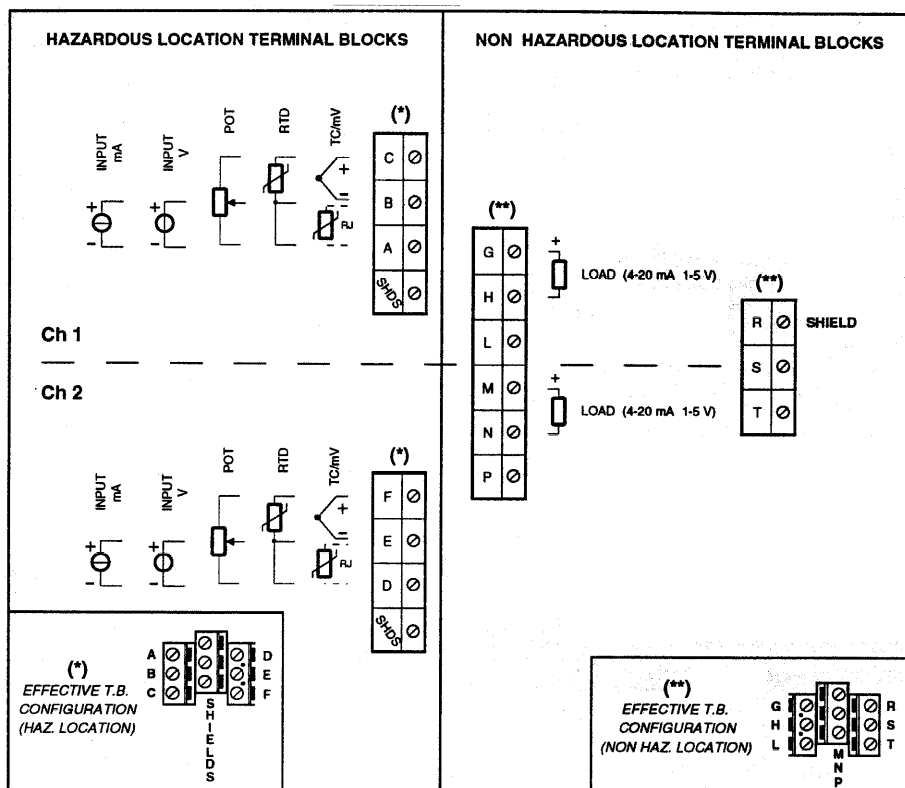 HAZARDOUS LOCATION TERMINAL BLOCKS
NON HAZARDOUS LOCATION TERMINAL BLOCKS
INPUT mA
INPUT V
POT
RTD
TC/mV
(*)
+
-
+
-
+
-
RJ
C
B
A
SHDS
Ch 1
(**)
G
H
L
M
N
P
+
LOAD (4-20 mA 1-5 V)
+
LOAD (4-20 mA 1-5 V)
(**)
R
S
T
SHIELD
Ch 2
INPUT mA
INPUT V
POT
RTD
TC/mV
(*)
+
-
+
-
+
-
RJ
F
E
D
SHDS
(*)
EFFECTIVE T.B.
CONFIGURATION
(HAZ. LOCATION)
A
B
C
SHIELDS
D
E
F
(**)
EFFECTIVE T.B.
CONFIGURATION
(NON HAZ. LOCATION)
G
H
L
MNP
R
S
T